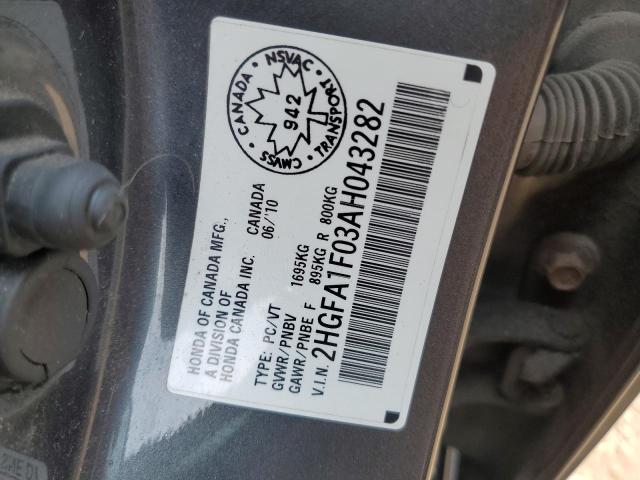 HONDA OF CANADA MFG.,
A DIVISION OF
HONDA CANADA INC. CANADA
06/'10
TYPE: PC/VT
GVWR/PNBV 1695KG
GAWR/PNBE F 895KG R 800KG
V.I.N. 2HGFA1F03AH043282
CANADA • NSVAC • TRANSPORT • CMVSS
942